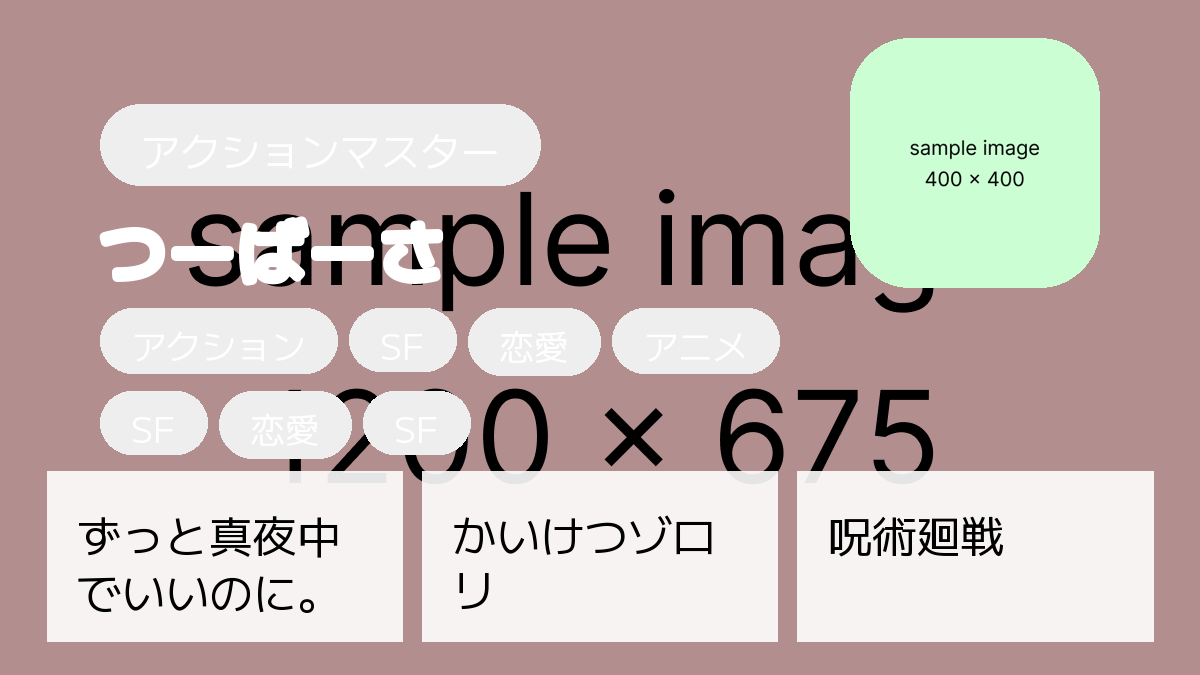 アクションマスター
sample image
400 × 400
つーばーさ
sample imag
アクション SF 恋愛 アニメ
SF 恋愛 SF
1200 × 675
ずっと真夜中
でいいのに。
かいけつゾロ
リ
呪術廻戦